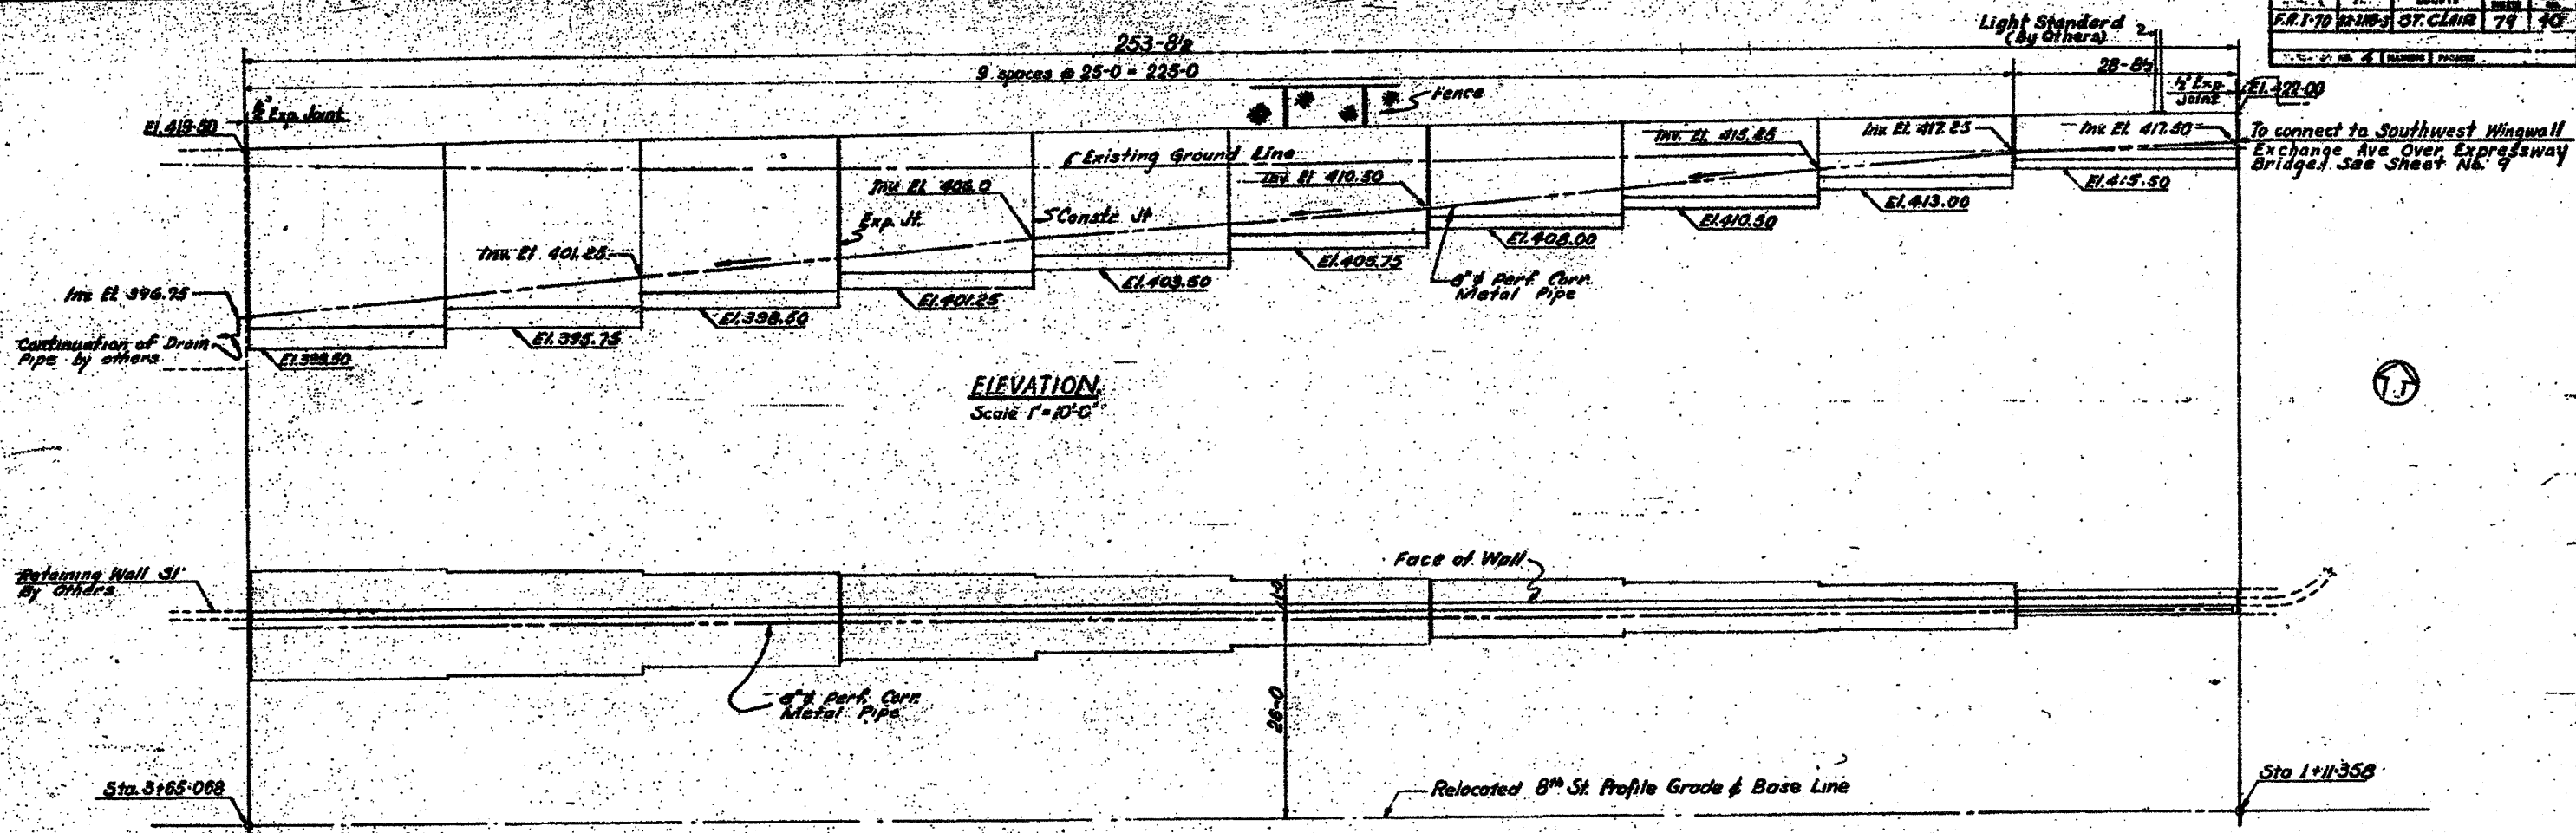 F.A.I-70 ST. CLAIR 79 40
Light Standard
(By Others)
253-8½
9 spaces @ 25-0 = 225-0
28-8½
½" Exp. Joint
Fence
½" Exp.
Joint
El. 422.00
El. 419.50
Existing Ground Line
Inv. El. 415.25
Inv. El. 417.25
Inv. El. 417.50
To connect to Southwest Wingwall
Exchange Ave Over Expressway
Bridge. See Sheet No. 9
Inv. El. 406.0
Inv. El. 410.50
El. 415.50
Exp. Jt.
Constr. Jt.
El. 410.50
El. 413.00
Inv. El. 401.25
El. 408.00
El. 405.75
8"φ Perf. Corr.
Metal Pipe
Inv. El. 396.75
El. 401.25
El. 403.50
El. 398.50
Continuation of Drain
Pipe by others
El. 395.75
ELEVATION
Scale 1"=10'-0"
Face of Wall
Retaining Wall
By Others
11-0
8"φ Perf. Corr.
Metal Pipe
26-0
Sta. 3+65.068
Relocated 8th St. Profile Grade & Base Line
Sta 1+11.358